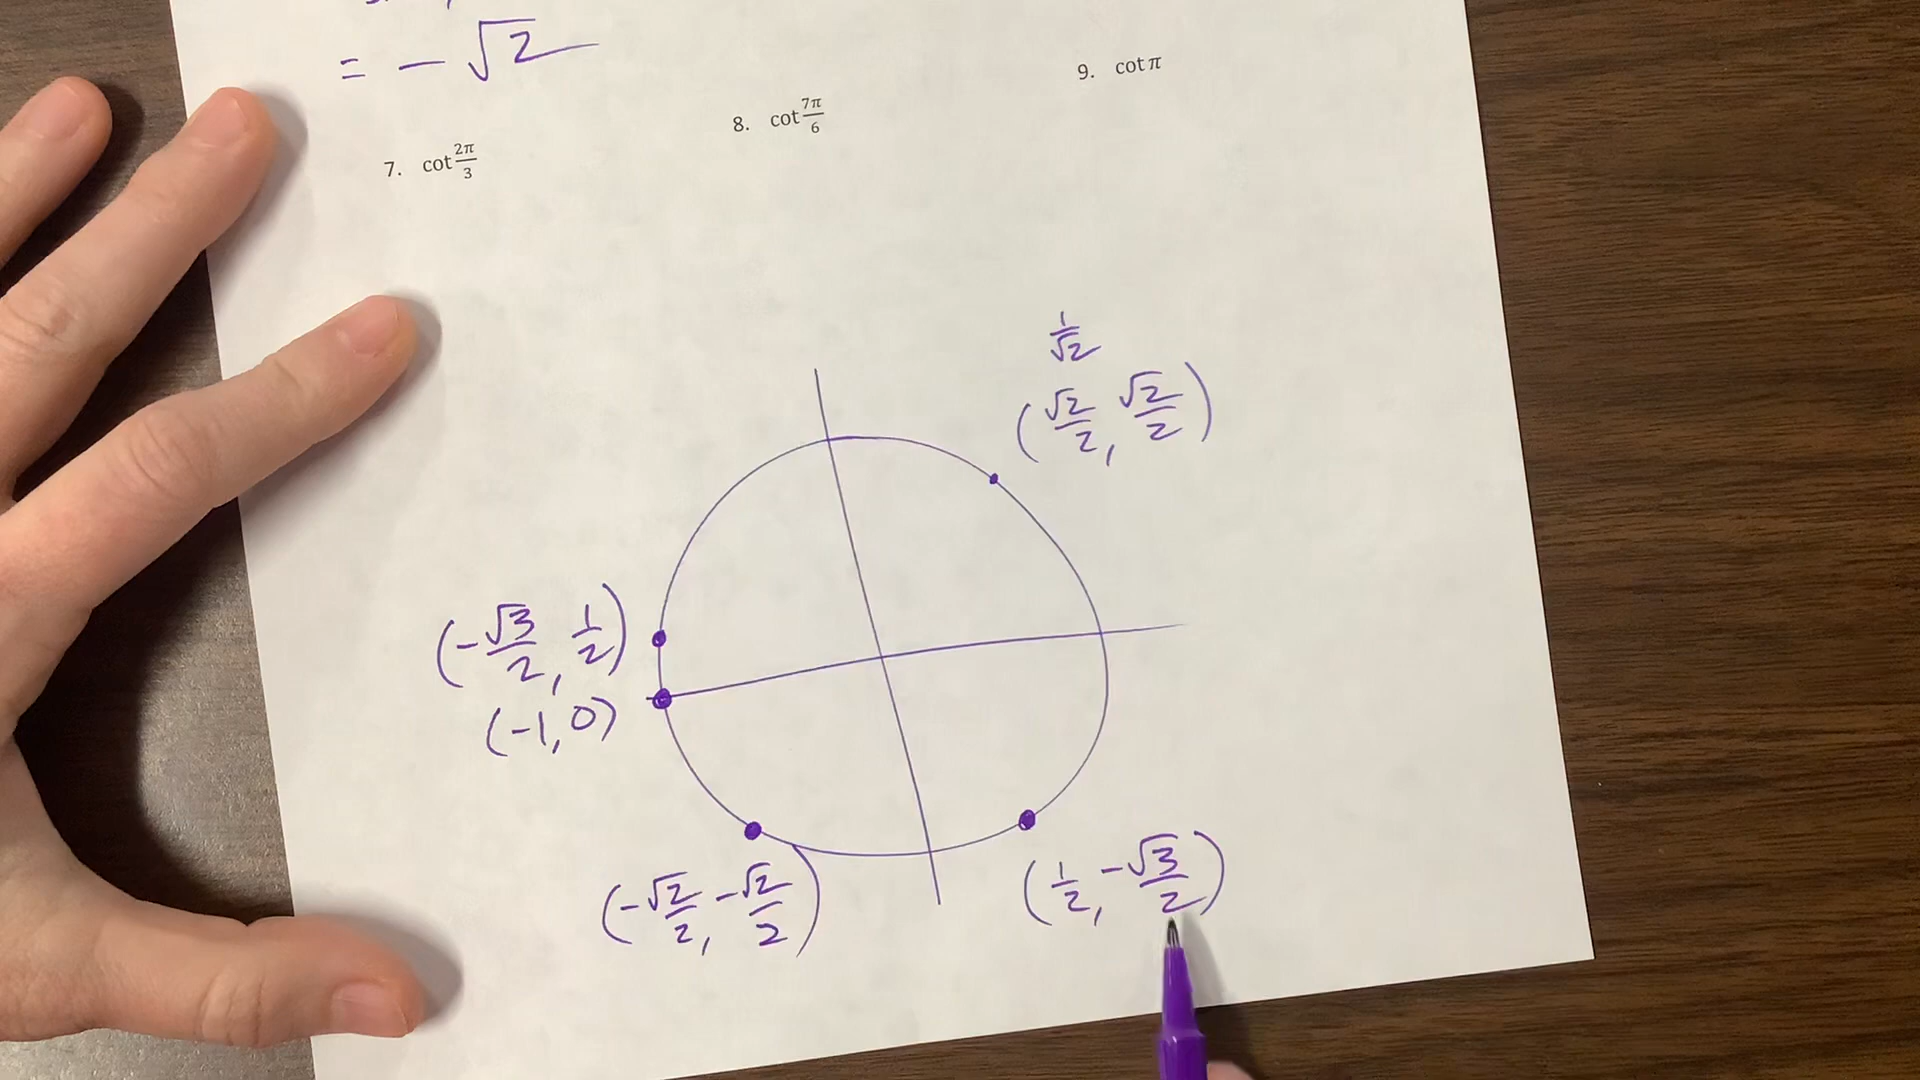 = - √2
7. cot 2π/3
8. cot 7π/6
9. cot π
1/√2
(√2/2, √2/2)
(-√3/2, 1/2)
(-1, 0)
(-√2/2, -√2/2)
(1/2, -√3/2)